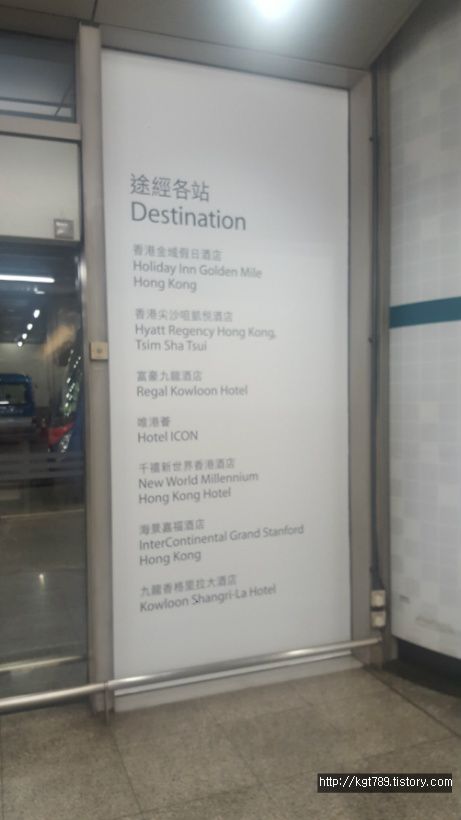 途經各站
Destination
香港金域假日酒店
Holiday Inn Golden Mile
Hong Kong
香港尖沙咀凱悦酒店
Hyatt Regency Hong Kong,
Tsim Sha Tsui
富豪九龍酒店
Regal Kowloon Hotel
唯港薈
Hotel ICON
千禧新世界香港酒店
New World Millennium
Hong Kong Hotel
海景嘉福酒店
InterContinental Grand Stanford
Hong Kong
九龍香格里拉大酒店
Kowloon Shangri-La Hotel
http://kgt789.tistory.com